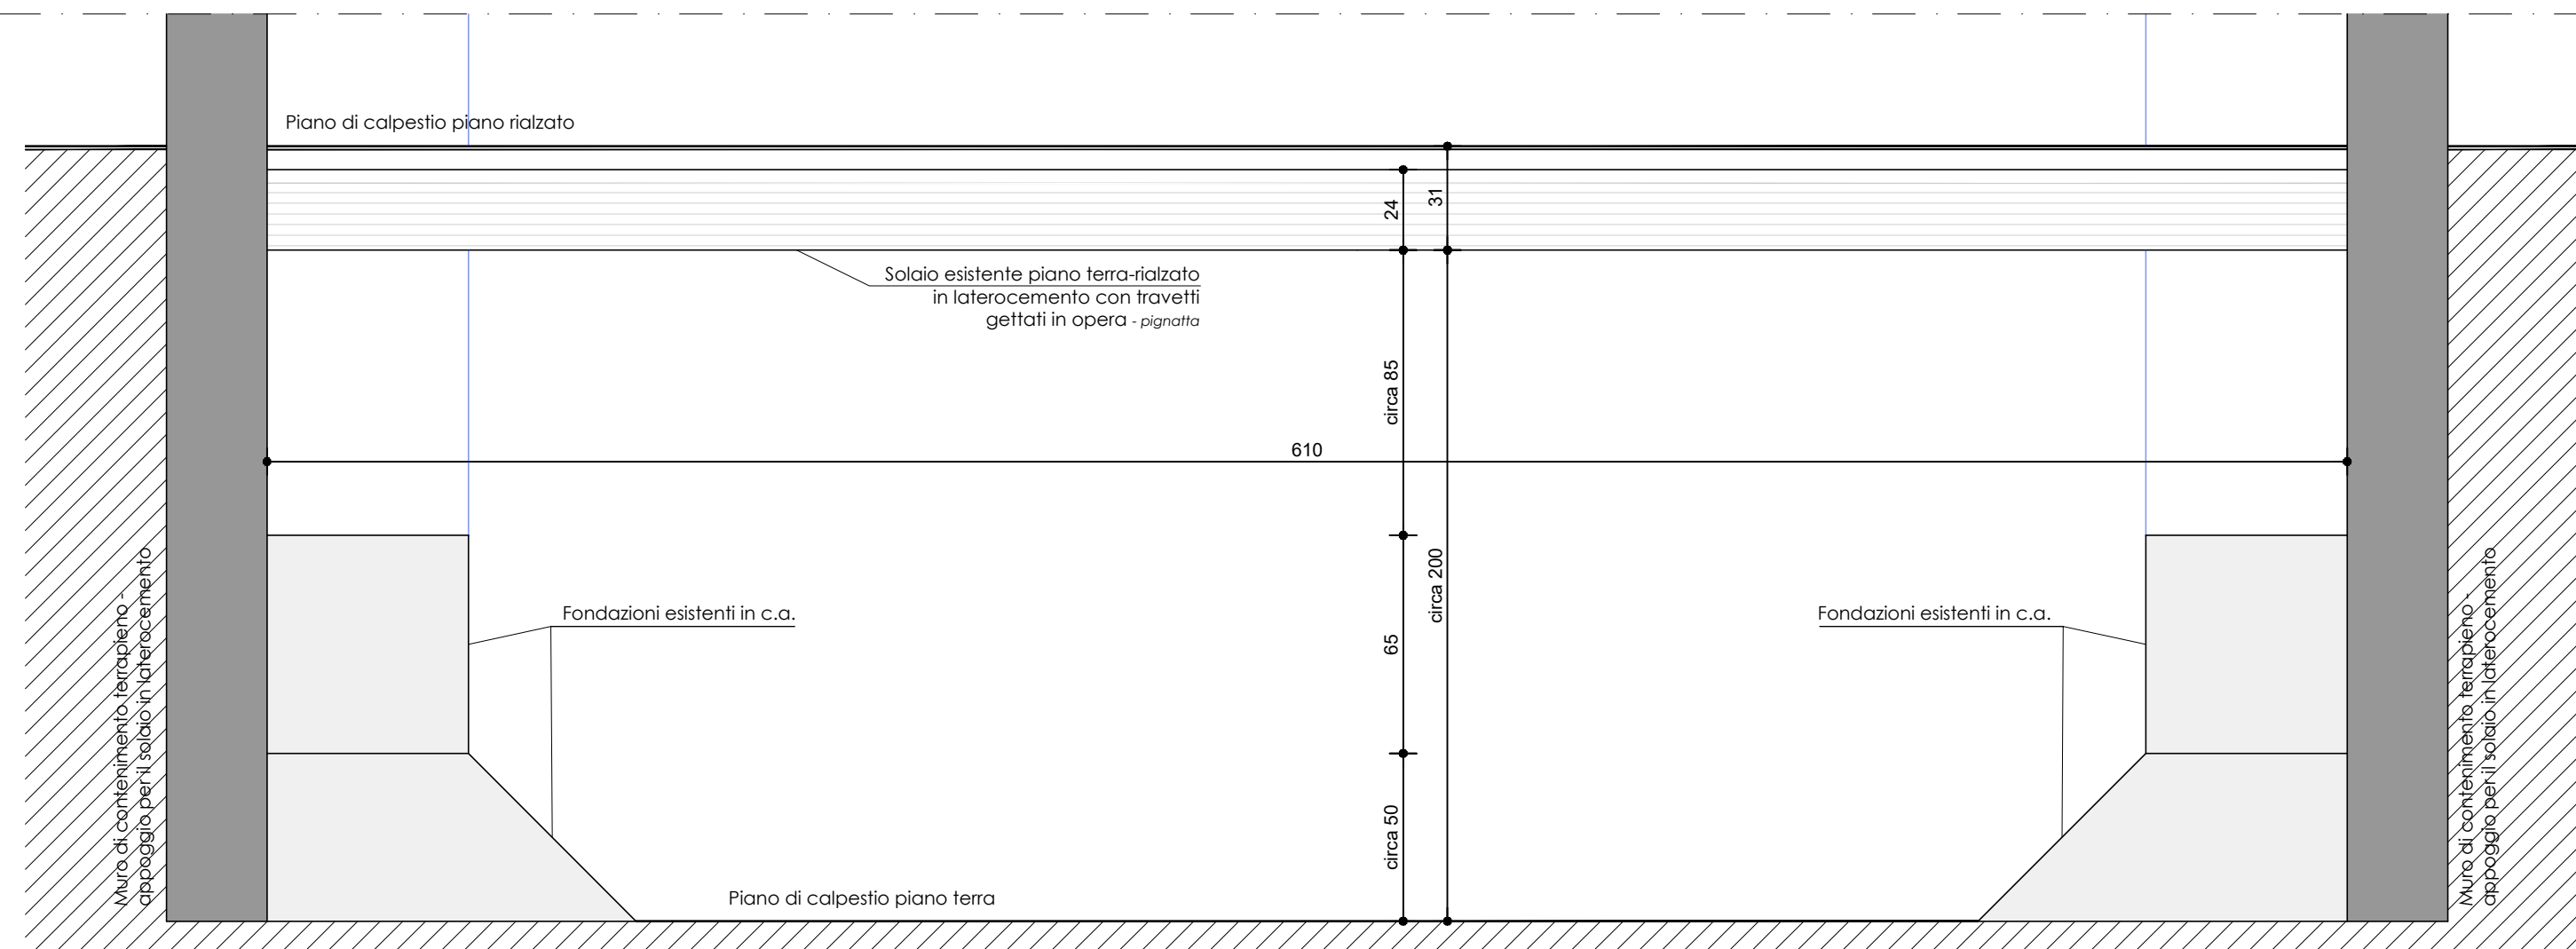 Piano di calpestio piano rialzato
24
31
Solaio esistente piano terra-rialzato
in laterocemento con travetti
gettati in opera - pignatta
circa 85
610
circa 200
Fondazioni esistenti in c.a.
65
Fondazioni esistenti in c.a.
Muro di contenimento terrapieno -
appoggio per il solaio in laterocemento
circa 50
Muro di contenimento terrapieno -
appoggio per il solaio in laterocemento
Piano di calpestio piano terra